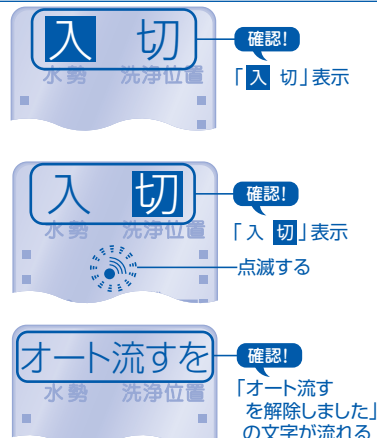 入 切
水勢 洗浄位置
確認!
「入 切」表示
入 切
水勢 洗浄位置
確認!
「入 切」表示
点滅する
オート流すを
水勢 洗浄位置
確認!
「オート流す
を解除しました」
の文字が流れる